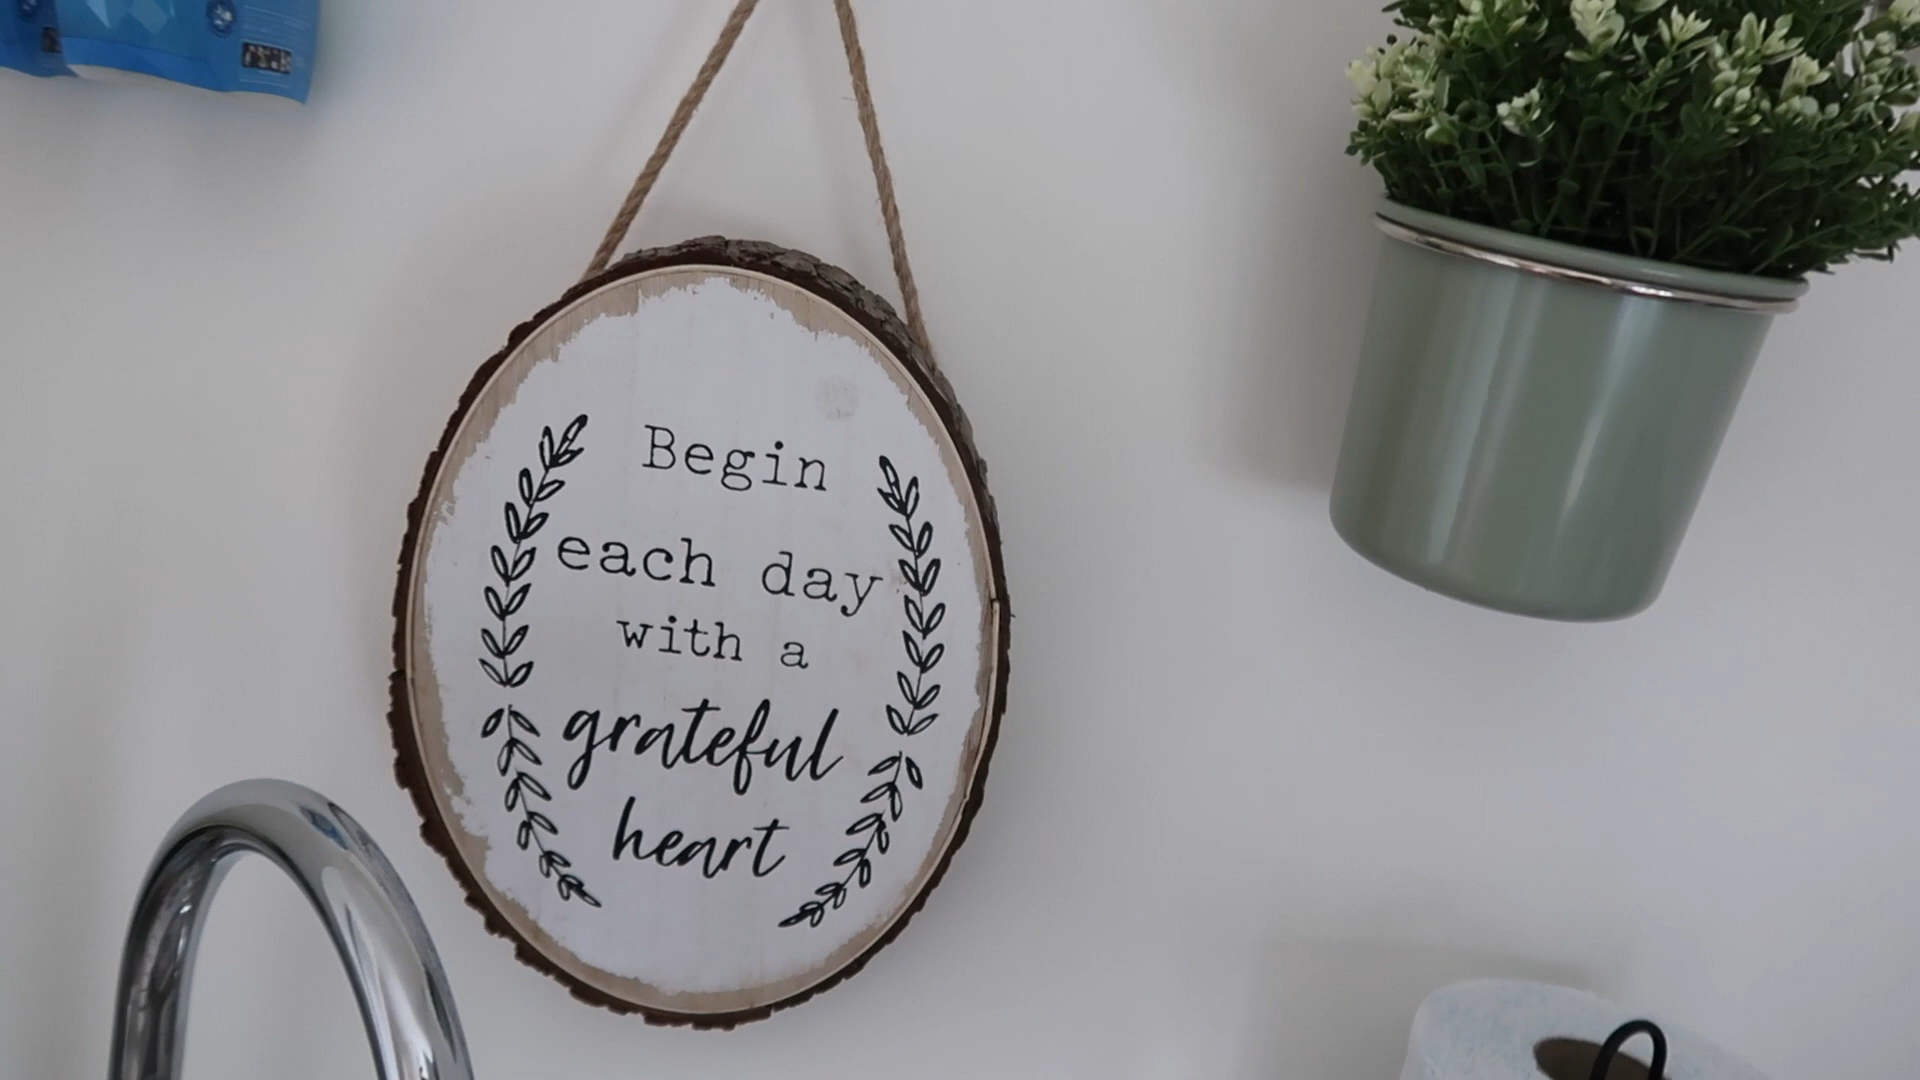 Begin
each day
with a
grateful
heart